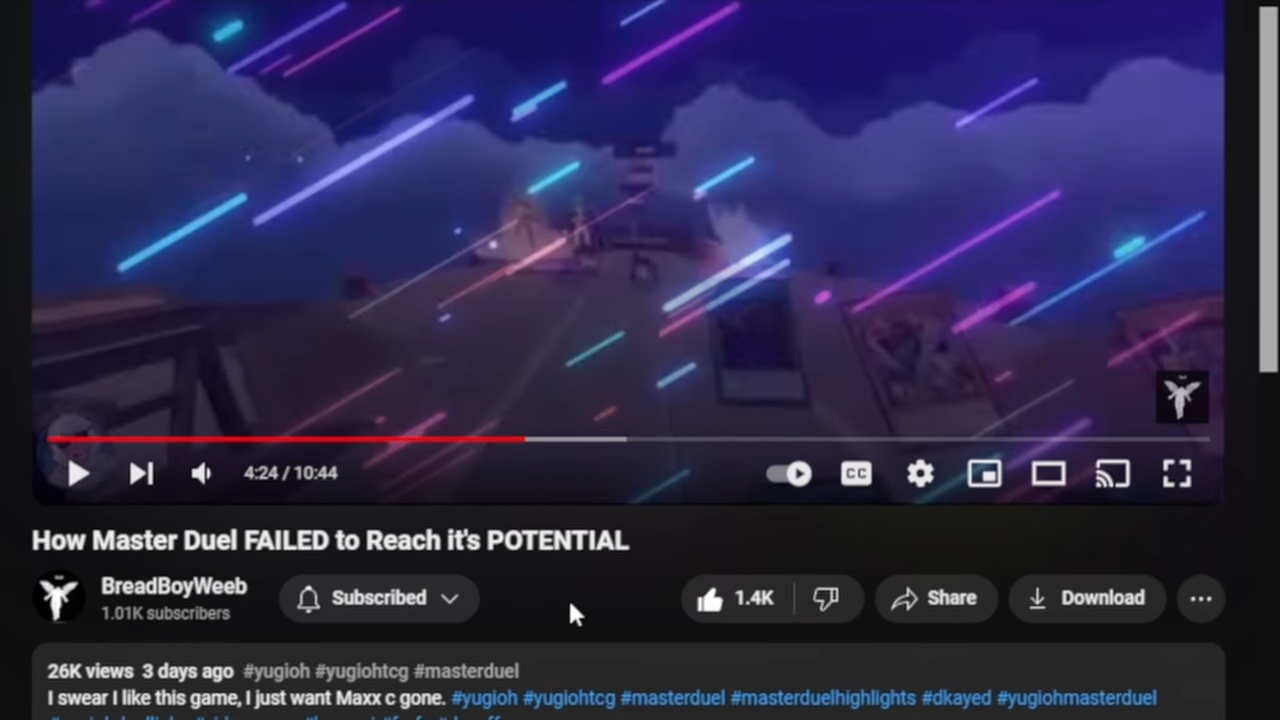 4:24 / 10:44
CC
How Master Duel FAILED to Reach it's POTENTIAL
BreadBoyWeeb
1.01K subscribers
Subscribed
1.4K
Share
Download
26K views 3 days ago #yugioh #yugiohtcg #masterduel
I swear I like this game, I just want Maxx c gone. #yugioh #yugiohtcg #masterduel #masterduelhighlights #dkayed #yugiohmasterduel